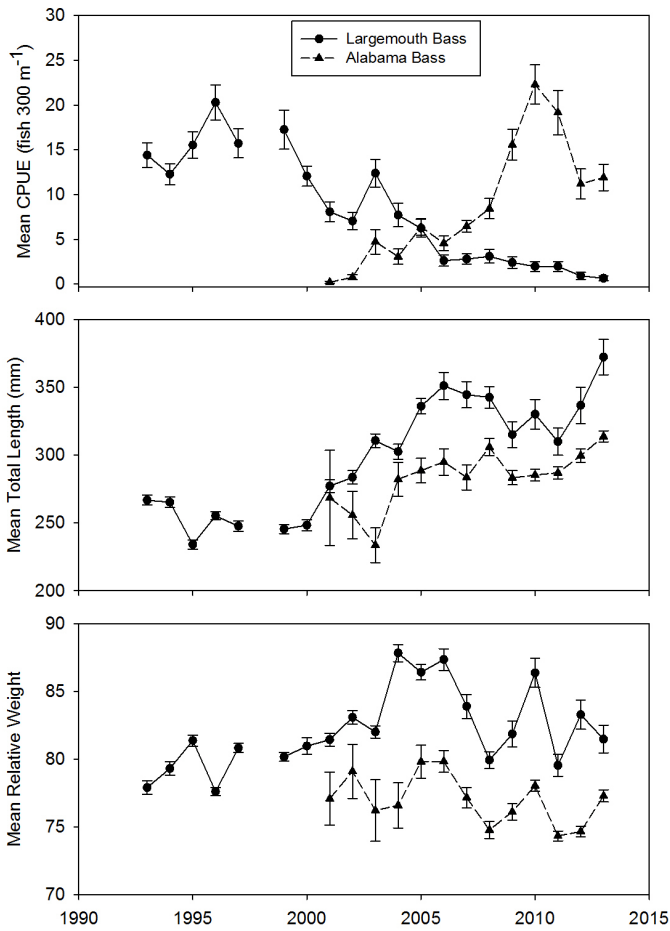 30
25
20
15
10
5
0
Mean CPUE (fish 300 m⁻¹)
Largemouth Bass
Alabama Bass
400
350
300
250
200
Mean Total Length (mm)
90
85
80
75
70
Mean Relative Weight
1990 1995 2000 2005 2010 2015